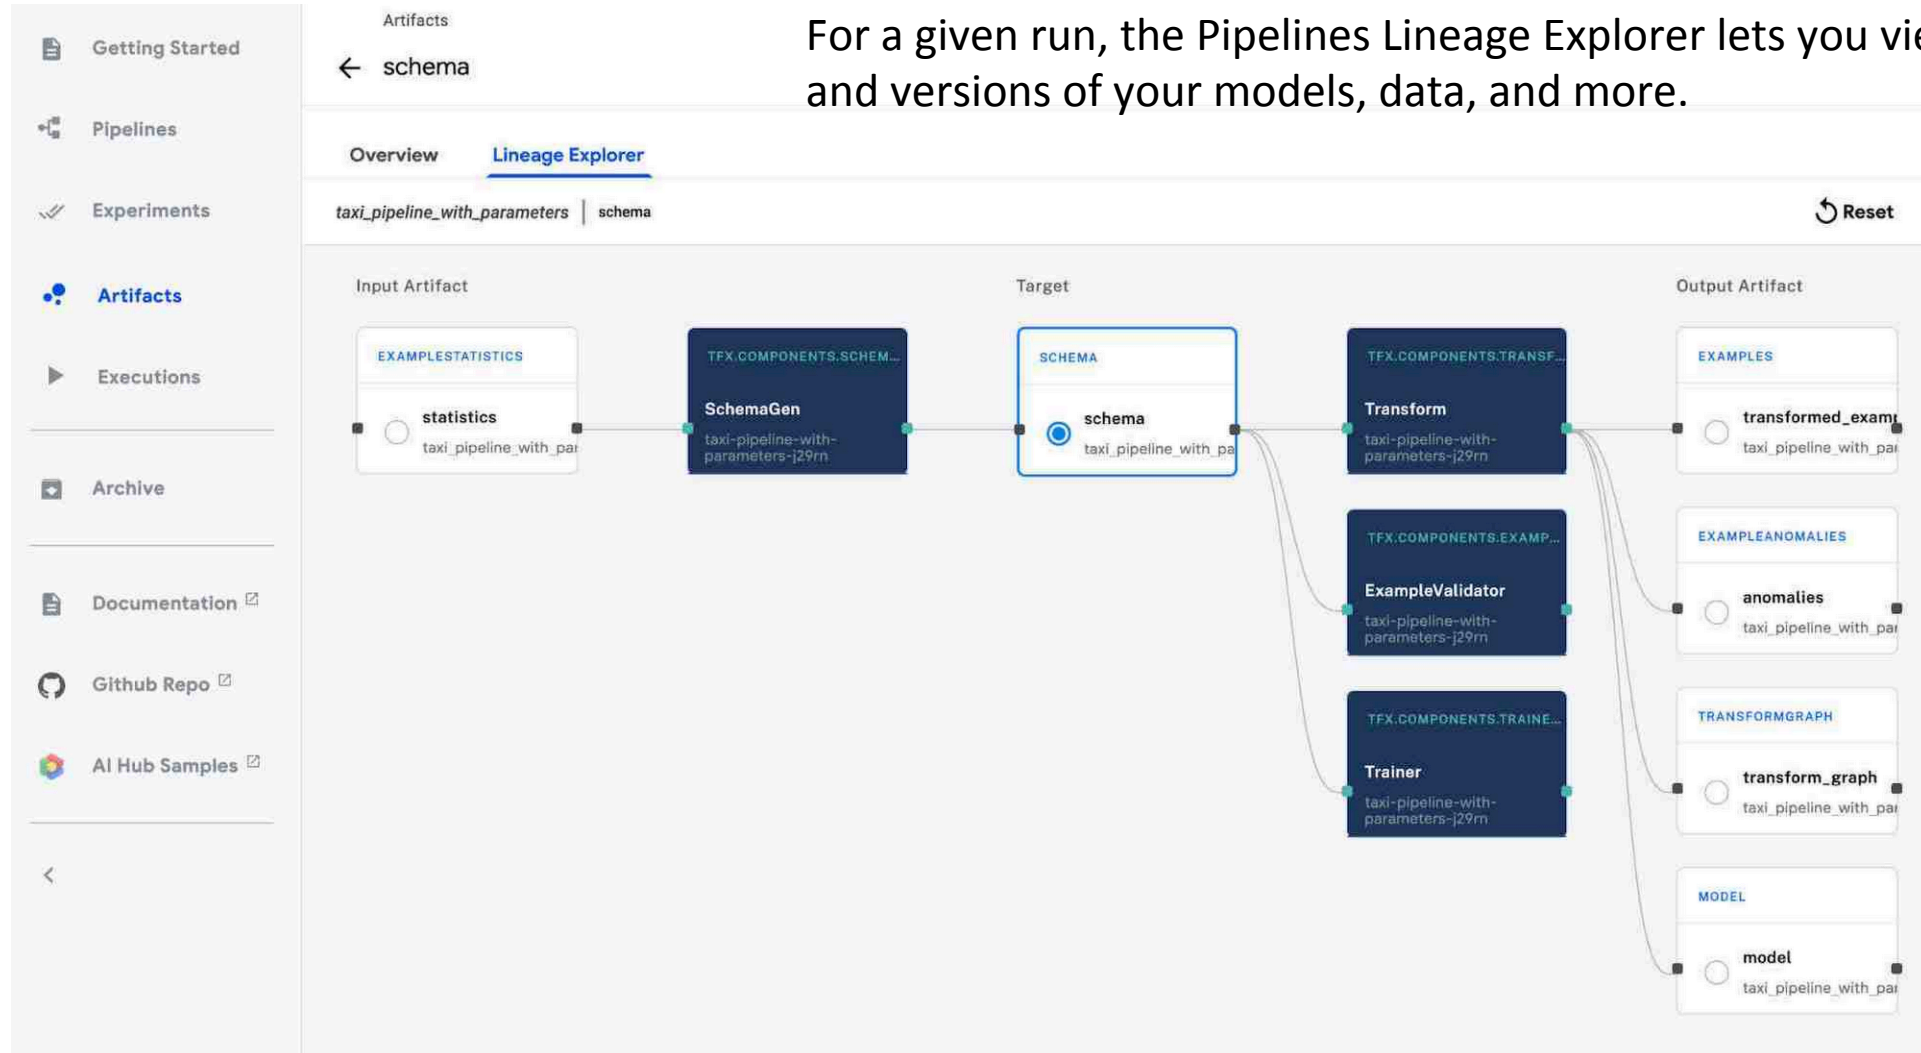 Getting Started
Pipelines
Experiments
Artifacts
Executions
Archive
Documentation
Github Repo
AI Hub Samples
Artifacts
schema
For a given run, the Pipelines Lineage Explorer lets you
and versions of your models, data, and more.
Overview Lineage Explorer
taxi_pipeline_with_parameters | schema
Reset
Input Artifact
Target
Output Artifact
EXAMPLESTATISTICS
statistics
taxi_pipeline_with_par
TFX.COMPONENTS.SCHEM...
SchemaGen
taxi-pipeline-with-
parameters-j29rn
SCHEMA
schema
taxi_pipeline_with_pa
TFX.COMPONENTS.TRANSF...
Transform
taxi-pipeline-with-
parameters-j29rn
TFX.COMPONENTS.EXAMP...
ExampleValidator
taxi-pipeline-with-
parameters-j29rn
TFX.COMPONENTS.TRAINE...
Trainer
taxi-pipeline-with-
parameters-j29rn
EXAMPLES
transformed_examp
taxi_pipeline_with_par
EXAMPLEANOMALIES
anomalies
taxi_pipeline_with_par
TRANSFORMGRAPH
transform_graph
taxi_pipeline_with_par
MODEL
model
taxi_pipeline_with_par